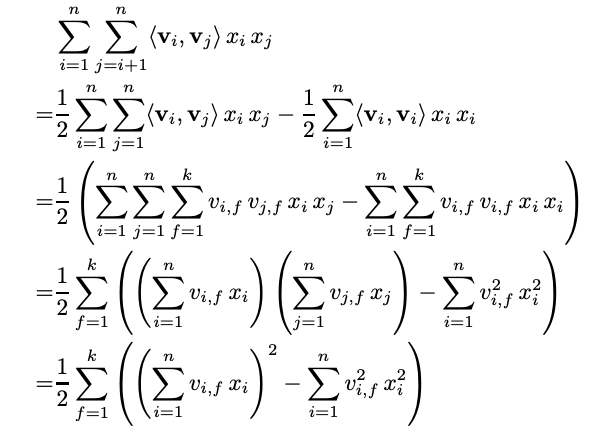 $\sum_{i=1}^{n} \sum_{j=i+1}^{n} \langle \mathbf{v}_i, \mathbf{v}_j \rangle \, x_i \, x_j$
$= \frac{1}{2} \sum_{i=1}^{n} \sum_{j=1}^{n} \langle \mathbf{v}_i, \mathbf{v}_j \rangle \, x_i \, x_j - \frac{1}{2} \sum_{i=1}^{n} \langle \mathbf{v}_i, \mathbf{v}_i \rangle \, x_i \, x_i$
$= \frac{1}{2} \left( \sum_{i=1}^{n} \sum_{j=1}^{n} \sum_{f=1}^{k} v_{i,f} \, v_{j,f} \, x_i \, x_j - \sum_{i=1}^{n} \sum_{f=1}^{k} v_{i,f} \, v_{i,f} \, x_i \, x_i \right)$
$= \frac{1}{2} \sum_{f=1}^{k} \left( \left( \sum_{i=1}^{n} v_{i,f} \, x_i \right) \left( \sum_{j=1}^{n} v_{j,f} \, x_j \right) - \sum_{i=1}^{n} v_{i,f}^2 \, x_i^2 \right)$
$= \frac{1}{2} \sum_{f=1}^{k} \left( \left( \sum_{i=1}^{n} v_{i,f} \, x_i \right)^2 - \sum_{i=1}^{n} v_{i,f}^2 \, x_i^2 \right)$